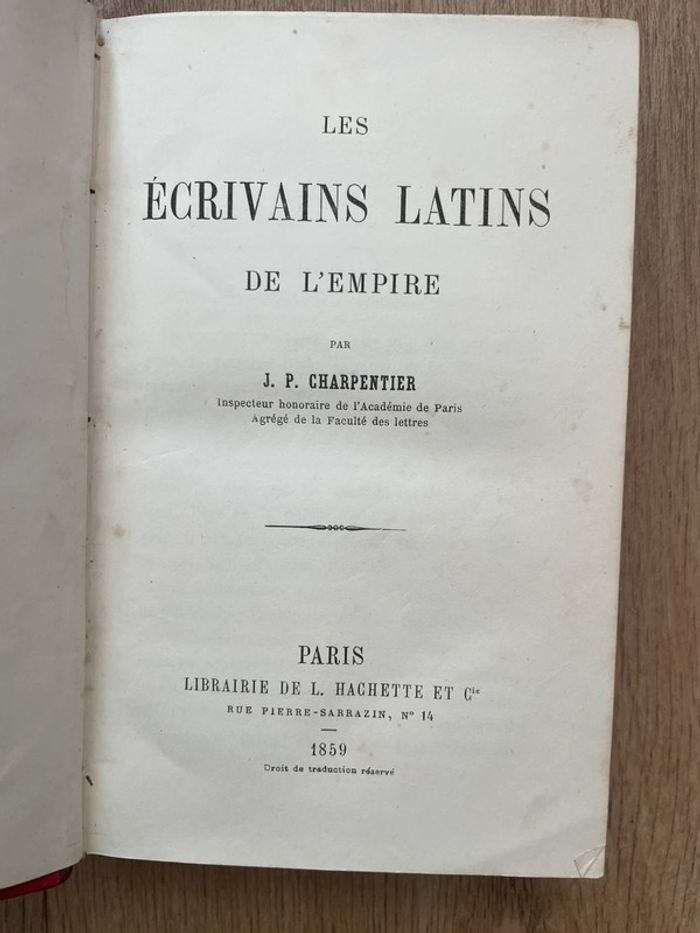 LES
ÉCRIVAINS LATINS
DE L'EMPIRE
PAR
J. P. CHARPENTIER
Inspecteur honoraire de l'Académie de Paris
Agrégé de la Faculté des lettres
PARIS
LIBRAIRIE DE L. HACHETTE ET Cie
RUE PIERRE-SARRAZIN, N° 14
1859
Droit de traduction réservé